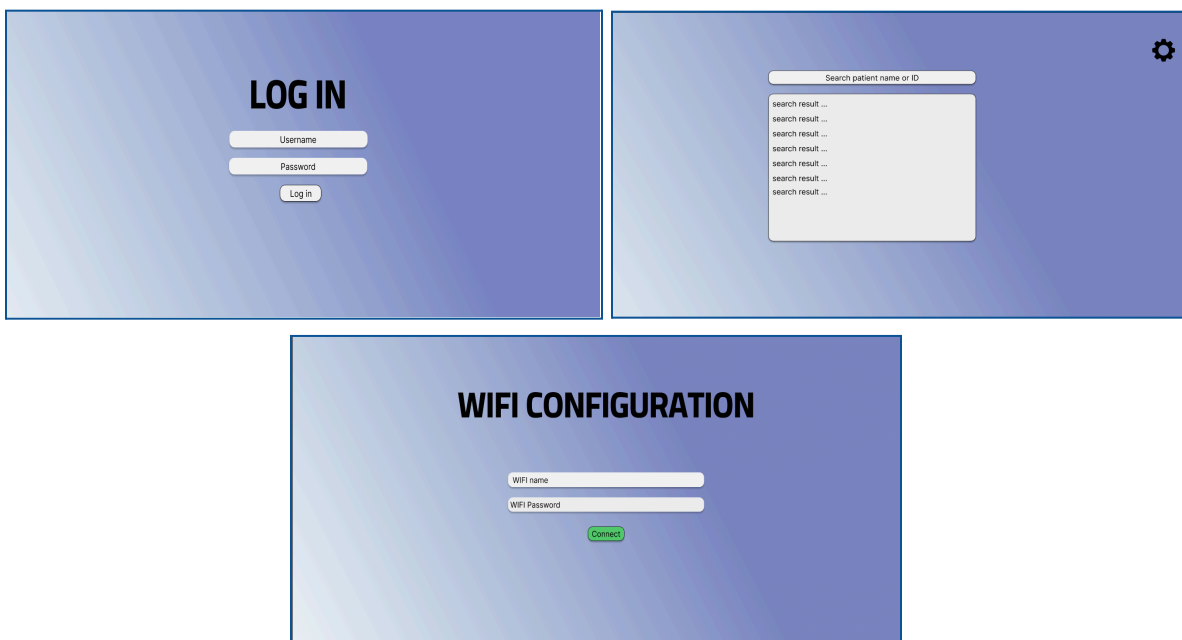 LOG IN
Username
Password
Log in
Search patient name or ID
search result ...
search result ...
search result ...
search result ...
search result ...
search result ...
search result ...
WIFI CONFIGURATION
WIFI name
WIFI Password
Connect